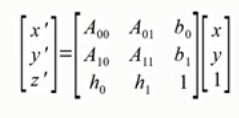 [x'] [A₀₀ A₀₁ b₀] [x]
[y'] = [A₁₀ A₁₁ b₁] [y]
[z'] [h₀ h₁ 1] [1]